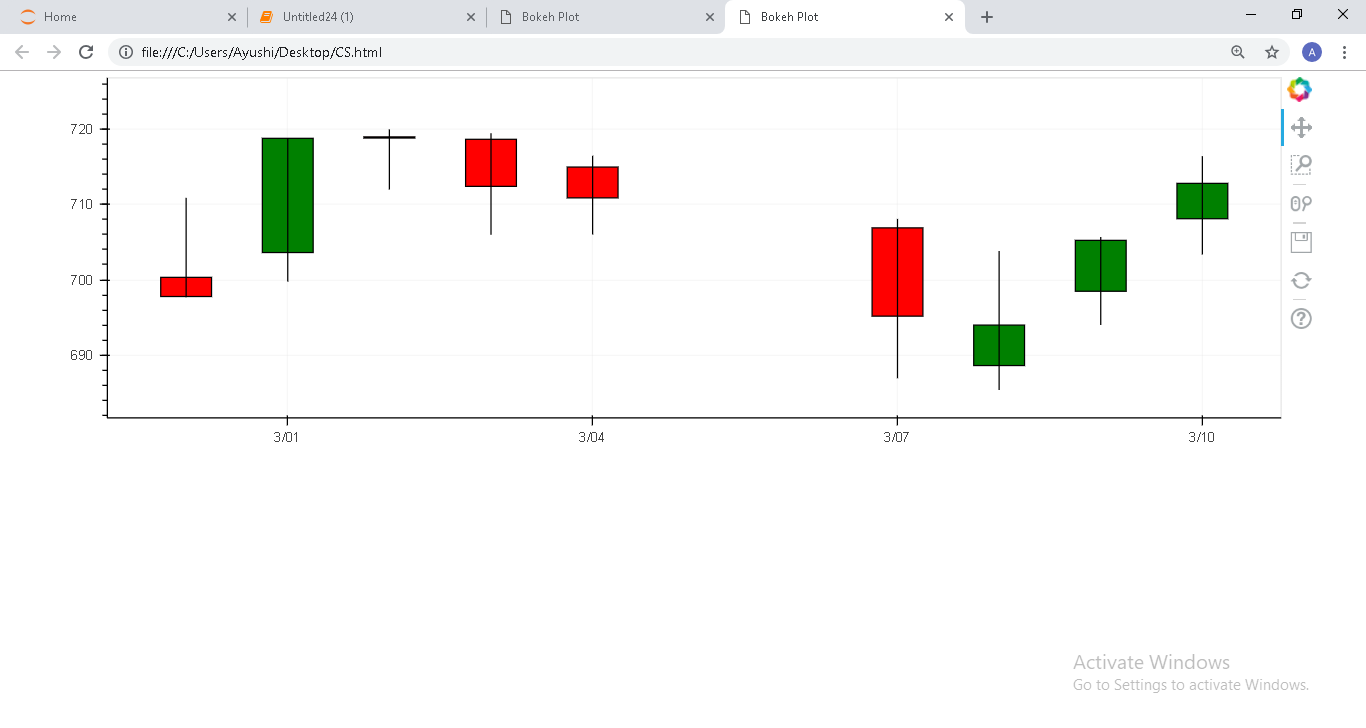 Home
Untitled24 (1)
Bokeh Plot
Bokeh Plot
file:///C:/Users/Ayushi/Desktop/CS.html
A
720
710
700
690
3/01 3/04 3/07 3/10
Activate Windows
Go to Settings to activate Windows.